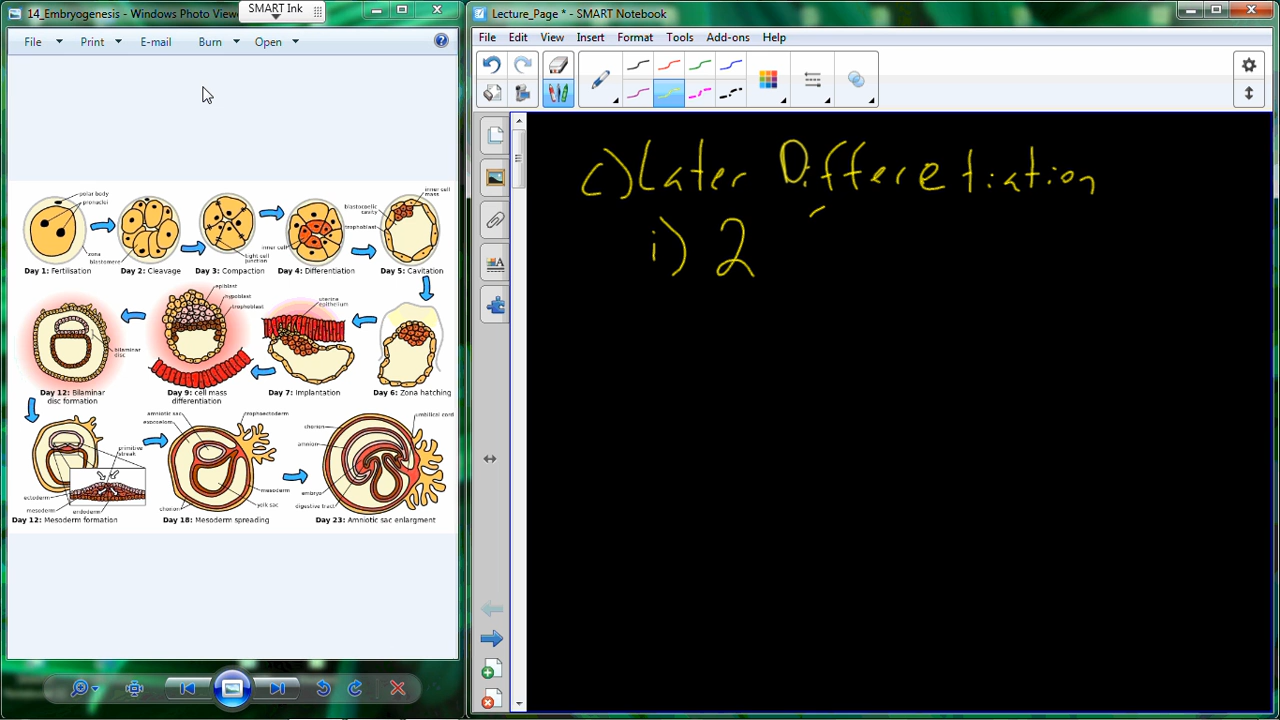 14_Embryogenesis - Windows Photo View
SMART Ink
File Print E-mail Burn Open
polar body
pronuclei
zona
blastomere
tight cell junction
inner cell
blastocoelic cavity
trophoblast
inner cell mass
Day 1: Fertilisation
Day 2: Cleavage
Day 3: Compaction
Day 4: Differentiation
Day 5: Cavitation
bilaminar disc
epiblast
hypoblast
trophoblast
uterine epithelium
Day 12: Bilaminar disc formation
Day 9: cell mass differentiation
Day 7: Implantation
Day 6: Zona hatching
primitive streak
ectoderm
mesoderm
endoderm
amniotic sac
exocoelom
trophoectoderm
mesoderm
yolk sac
chorion
umbilical cord
chorion
amnion
embryo
digestive tract
Day 12: Mesoderm formation
Day 18: Mesoderm spreading
Day 23: Amniotic sac enlargment
Lecture_Page * - SMART Notebook
File Edit View Insert Format Tools Add-ons Help
c) Later Differetiation
i) 2